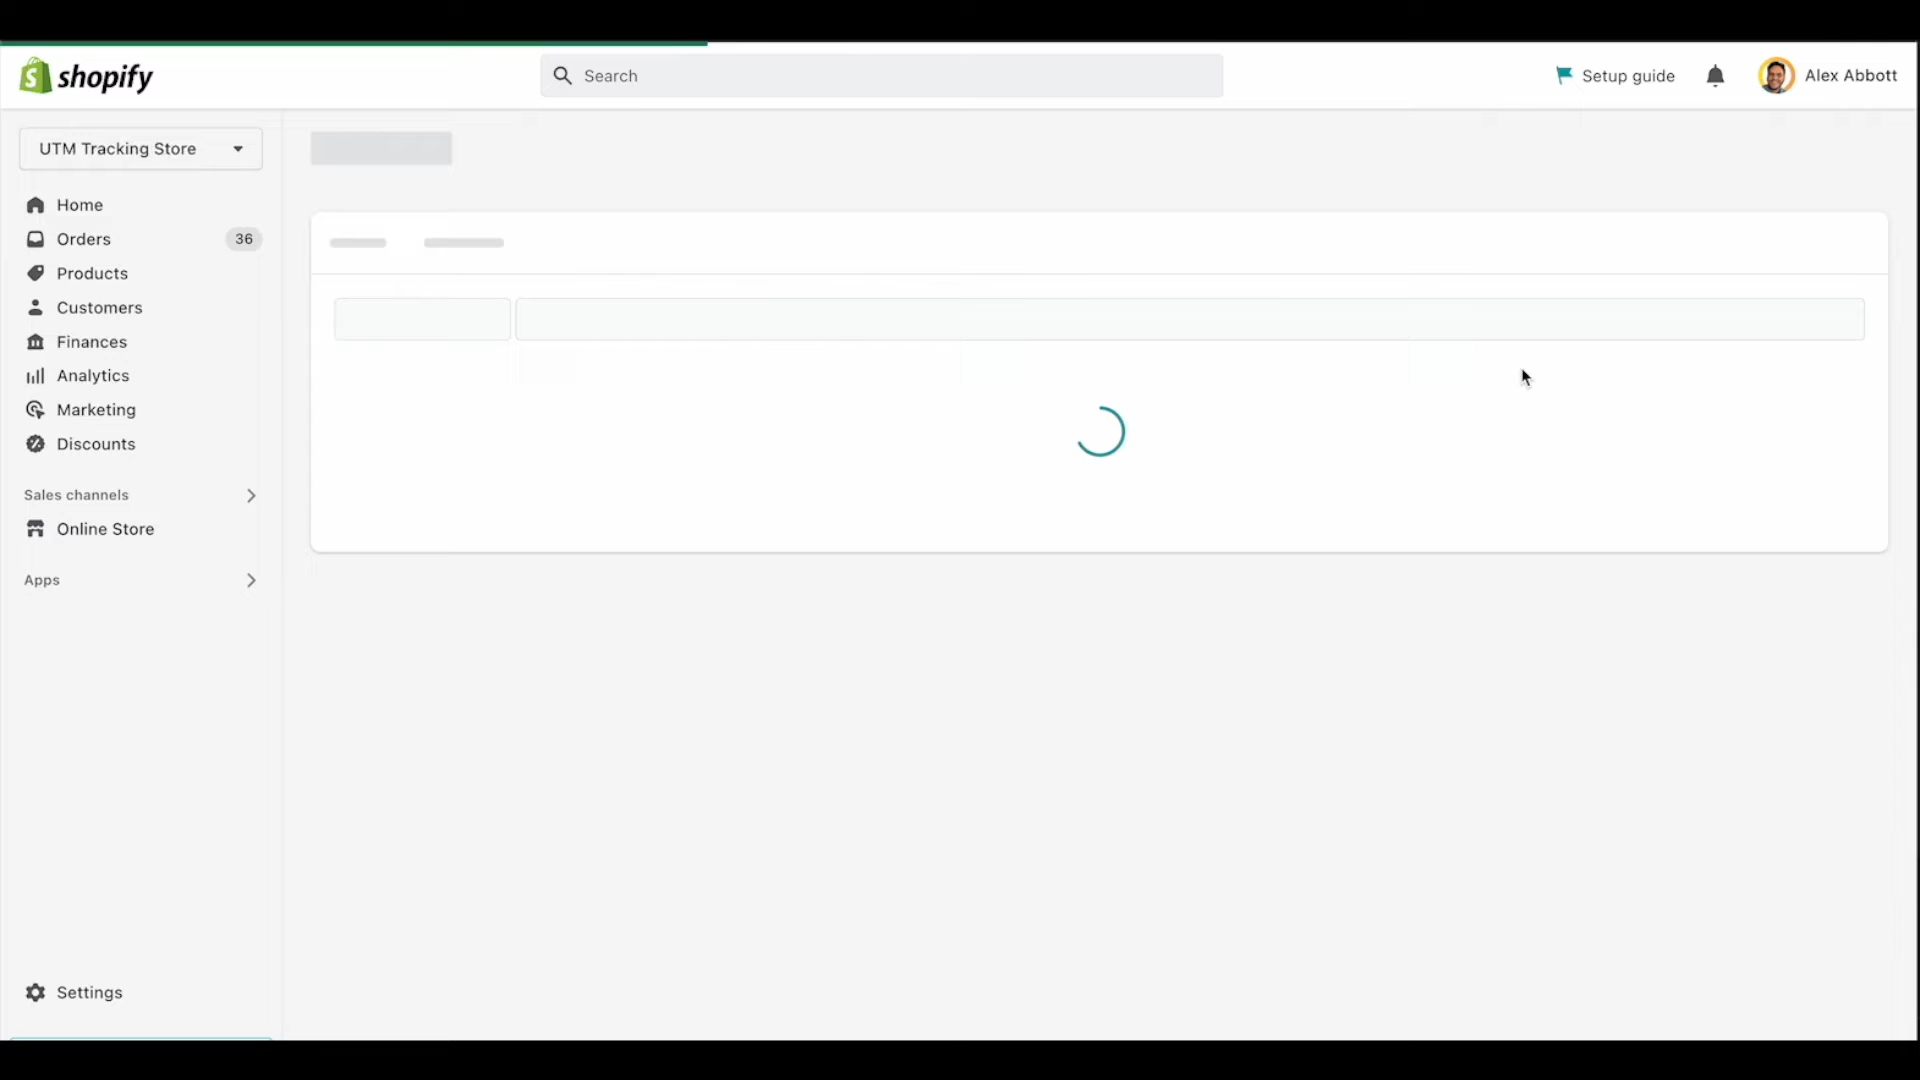 shopify
Search
Setup guide
Alex Abbott
UTM Tracking Store
Home
Orders 36
Products
Customers
Finances
Analytics
Marketing
Discounts
Sales channels
Online Store
Apps
Settings